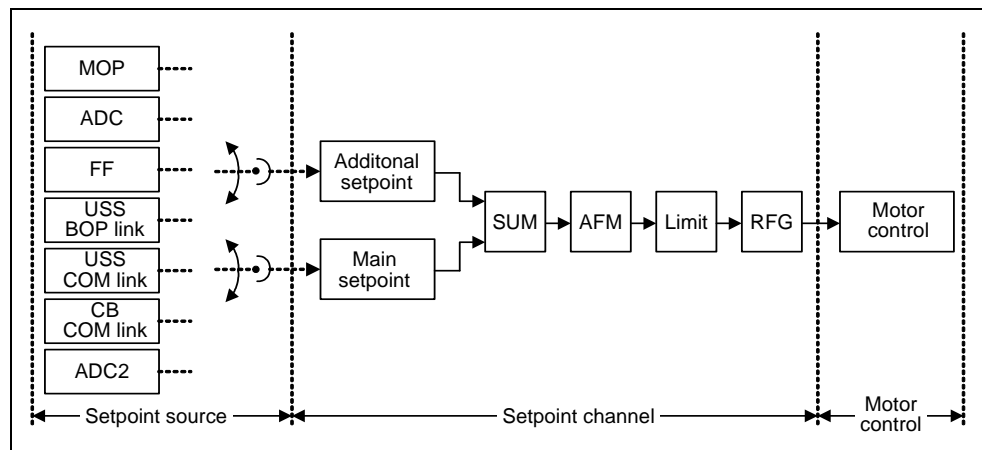 MOP
ADC
FF
USS
BOP link
USS
COM link
CB
COM link
ADC2
Additonal
setpoint
Main
setpoint
SUM
AFM
Limit
RFG
Motor
control
Setpoint source
Setpoint channel
Motor
control